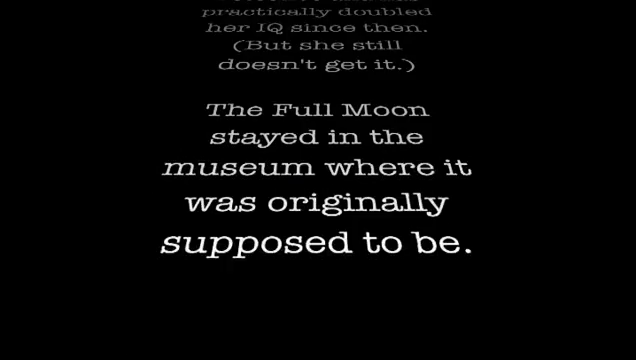 practically doubled
her IQ since then.
(But she still
doesn't get it.)
The Full Moon
stayed in the
museum where it
was originally
supposed to be.